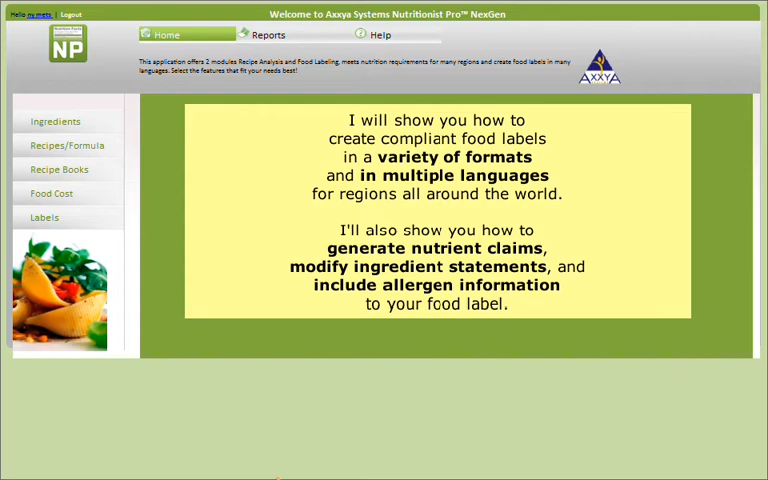 Hello my mets | Logout
Welcome to Axxya Systems Nutritionist Pro™ NexGen
NP
Home
Reports
Help
This application offers 2 modules Recipe Analysis and Food Labeling, meets nutrition requirements for many regions and create food labels in many
languages. Select the features that fit your needs best!
AXXYA
Ingredients
Recipes/Formula
Recipe Books
Food Cost
Labels
I will show you how to
create compliant food labels
in a variety of formats
and in multiple languages
for regions all around the world.
I'll also show you how to
generate nutrient claims,
modify ingredient statements, and
include allergen information
to your food label.